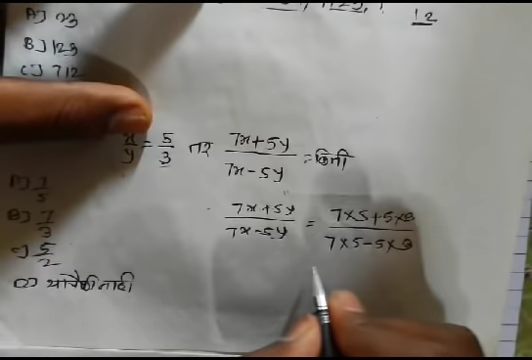 A] 23
12
B] 123
C] 712
x/y = 5/3 तर (7x+5y)/(7x-5y) = किती
A] 7/5
B] 7/3
C] 5/2
D] यापैकी नाही
(7x+5y)/(7x-5y) = (7×5+5×3)/(7×5-5×3)